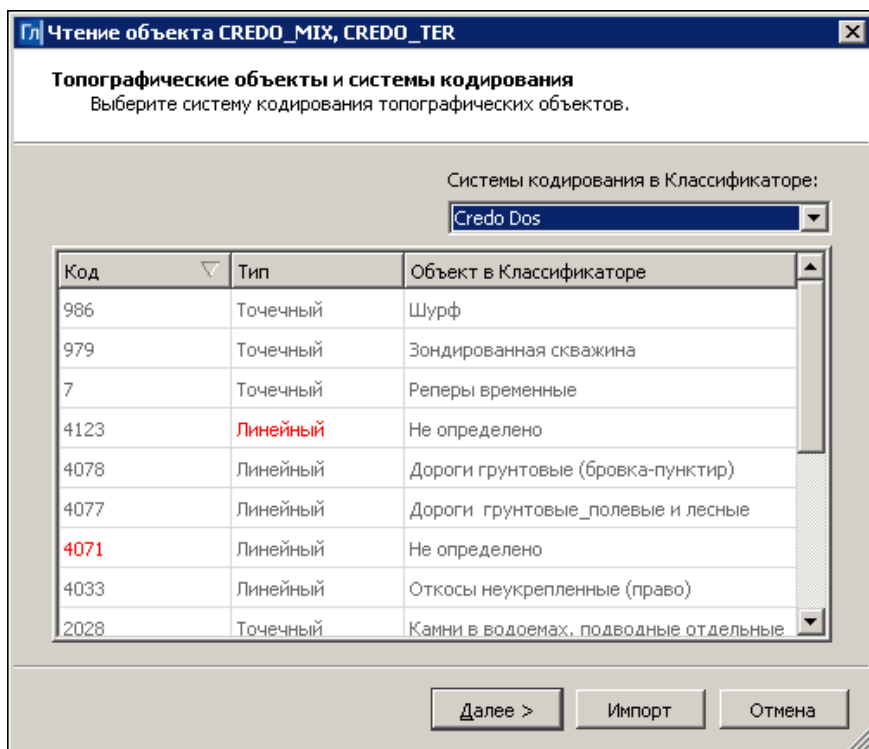 Гл Чтение объекта CREDO_MIX, CREDO_TER
Топографические объекты и системы кодирования
Выберите систему кодирования топографических объектов.
Системы кодирования в Классификаторе:
Credo Dos
Код Тип Объект в Классификаторе
986 Точечный Шурф
979 Точечный Зондированная скважина
7 Точечный Реперы временные
4123 Линейный Не определено
4078 Линейный Дороги грунтовые (бровка-пунктир)
4077 Линейный Дороги грунтовые_полевые и лесные
4071 Линейный Не определено
4033 Линейный Откосы неукрепленные (право)
2028 Точечный Камни в водоемах, подводные отдельные
Далее > Импорт Отмена